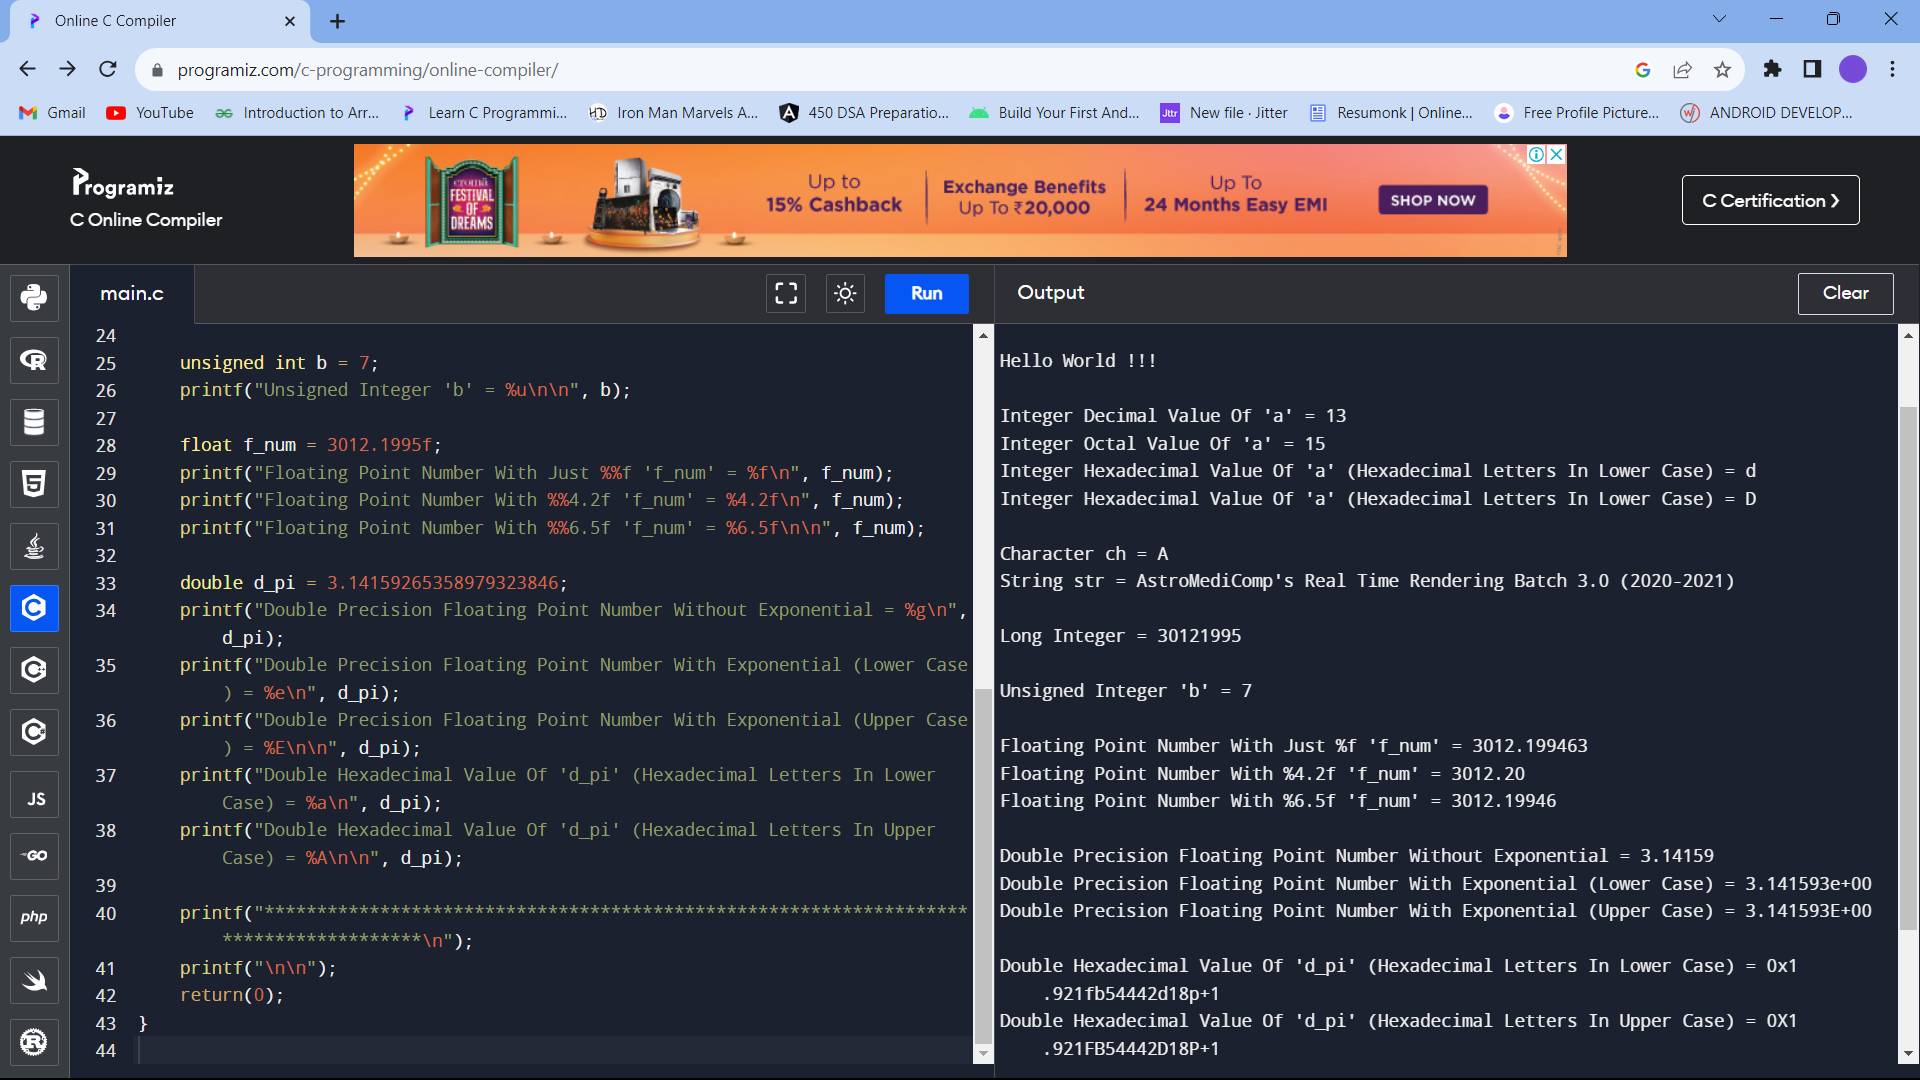 Online C Compiler
programiz.com/c-programming/online-compiler/
Gmail
YouTube
Introduction to Arr...
Learn C Programmi...
HD
Iron Man Marvels A...
450 DSA Preparatio...
Build Your First And...
Jttr
New file · Jitter
Resumonk | Online...
Free Profile Picture...
ANDROID DEVELOP...
Programiz
C Online Compiler
croma
FESTIVAL
OF
DREAMS
Up to
15% Cashback
Exchange Benefits
Up To ₹20,000
Up To
24 Months Easy EMI
SHOP NOW
C Certification ❯
main.c
Run
Output
Clear
JS
GO
php
24
25 unsigned int b = 7;
26 printf("Unsigned Integer 'b' = %u\n\n", b);
27
28 float f_num = 3012.1995f;
29 printf("Floating Point Number With Just %%f 'f_num' = %f\n", f_num);
30 printf("Floating Point Number With %%4.2f 'f_num' = %4.2f\n", f_num);
31 printf("Floating Point Number With %%6.5f 'f_num' = %6.5f\n\n", f_num);
32
33 double d_pi = 3.14159265358979323846;
34 printf("Double Precision Floating Point Number Without Exponential = %g\n",
d_pi);
35 printf("Double Precision Floating Point Number With Exponential (Lower Case
) = %e\n", d_pi);
36 printf("Double Precision Floating Point Number With Exponential (Upper Case
) = %E\n\n", d_pi);
37 printf("Double Hexadecimal Value Of 'd_pi' (Hexadecimal Letters In Lower
Case) = %a\n", d_pi);
38 printf("Double Hexadecimal Value Of 'd_pi' (Hexadecimal Letters In Upper
Case) = %A\n\n", d_pi);
39
40 printf("*******************************************************************
*******************\n");
41 printf("\n\n");
42 return(0);
43 }
44
Hello World !!!
Integer Decimal Value Of 'a' = 13
Integer Octal Value Of 'a' = 15
Integer Hexadecimal Value Of 'a' (Hexadecimal Letters In Lower Case) = d
Integer Hexadecimal Value Of 'a' (Hexadecimal Letters In Lower Case) = D
Character ch = A
String str = AstroMediComp's Real Time Rendering Batch 3.0 (2020-2021)
Long Integer = 30121995
Unsigned Integer 'b' = 7
Floating Point Number With Just %f 'f_num' = 3012.199463
Floating Point Number With %4.2f 'f_num' = 3012.20
Floating Point Number With %6.5f 'f_num' = 3012.19946
Double Precision Floating Point Number Without Exponential = 3.14159
Double Precision Floating Point Number With Exponential (Lower Case) = 3.141593e+00
Double Precision Floating Point Number With Exponential (Upper Case) = 3.141593E+00
Double Hexadecimal Value Of 'd_pi' (Hexadecimal Letters In Lower Case) = 0x1
.921fb54442d18p+1
Double Hexadecimal Value Of 'd_pi' (Hexadecimal Letters In Upper Case) = 0X1
.921FB54442D18P+1